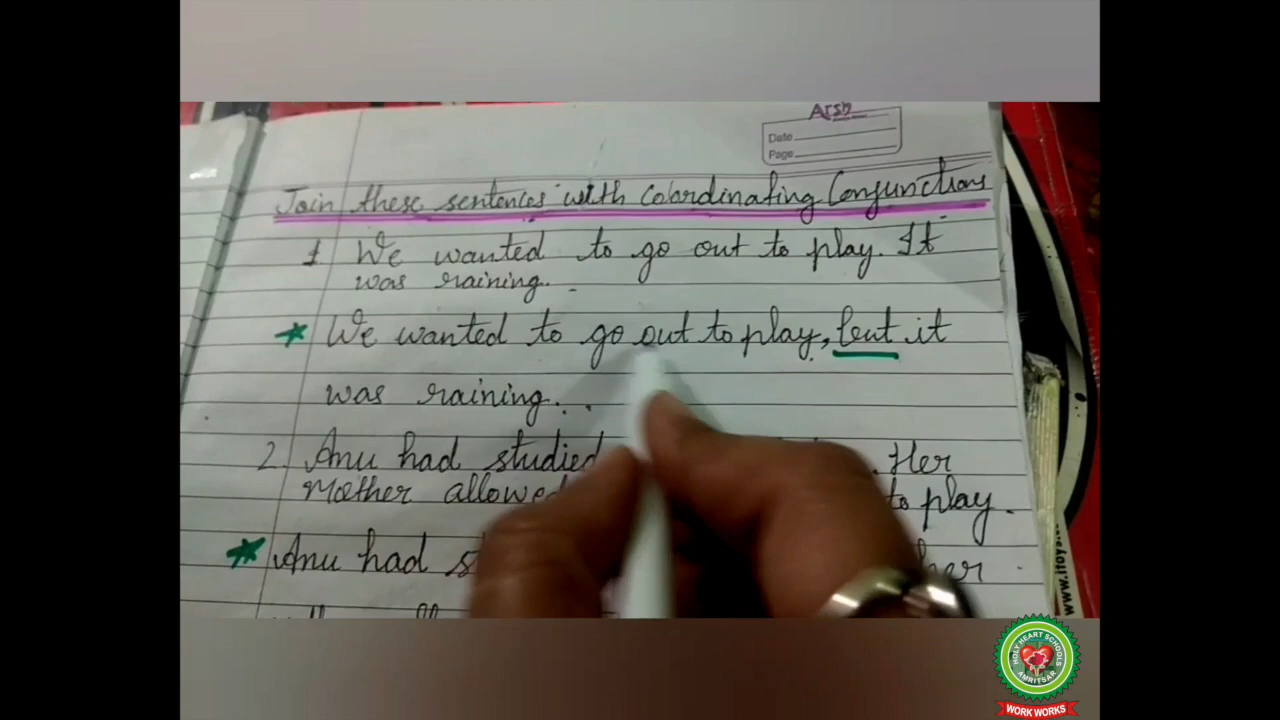 Arsh
Date
Page
Join these sentences with Coordinating Conjunctions
1 We wanted to go out to play. It
was raining.
We wanted to go out to play, but it
was raining.
2. Anu had studied . Her
Mother allowed to play.
Anu had her
www.itoys.
HOLY HEART SCHOOLS
AMRITSAR
WORK WORKS